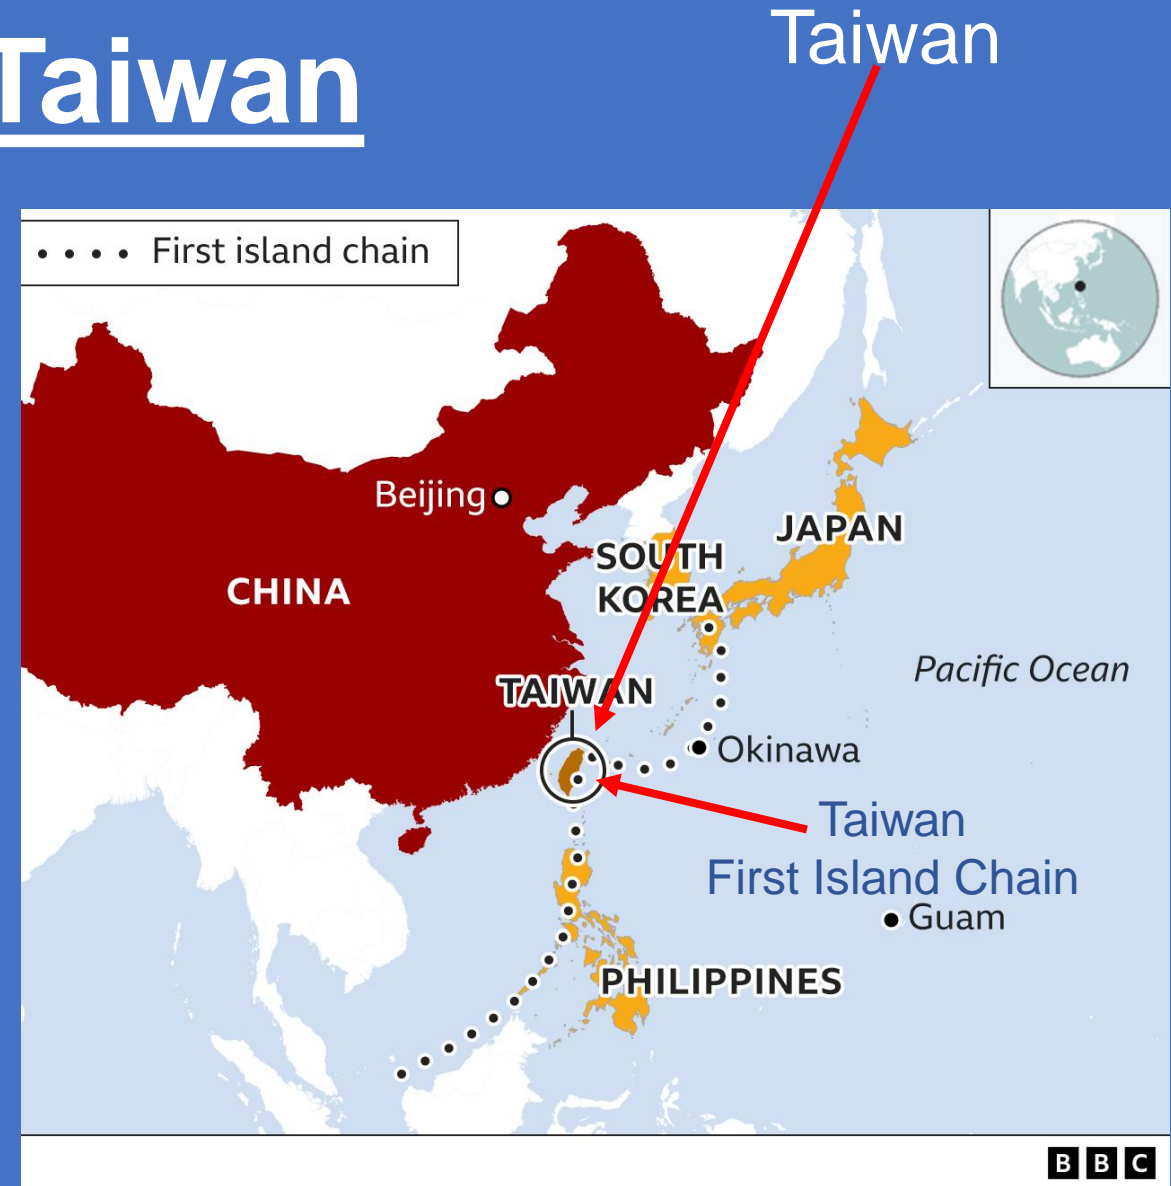 Taiwan
Taiwan
First island chain
Beijing
JAPAN
SOUTH
KOREA
CHINA
Pacific Ocean
TAIWAN
Okinawa
Taiwan
First Island Chain
Guam
PHILIPPINES
BBC